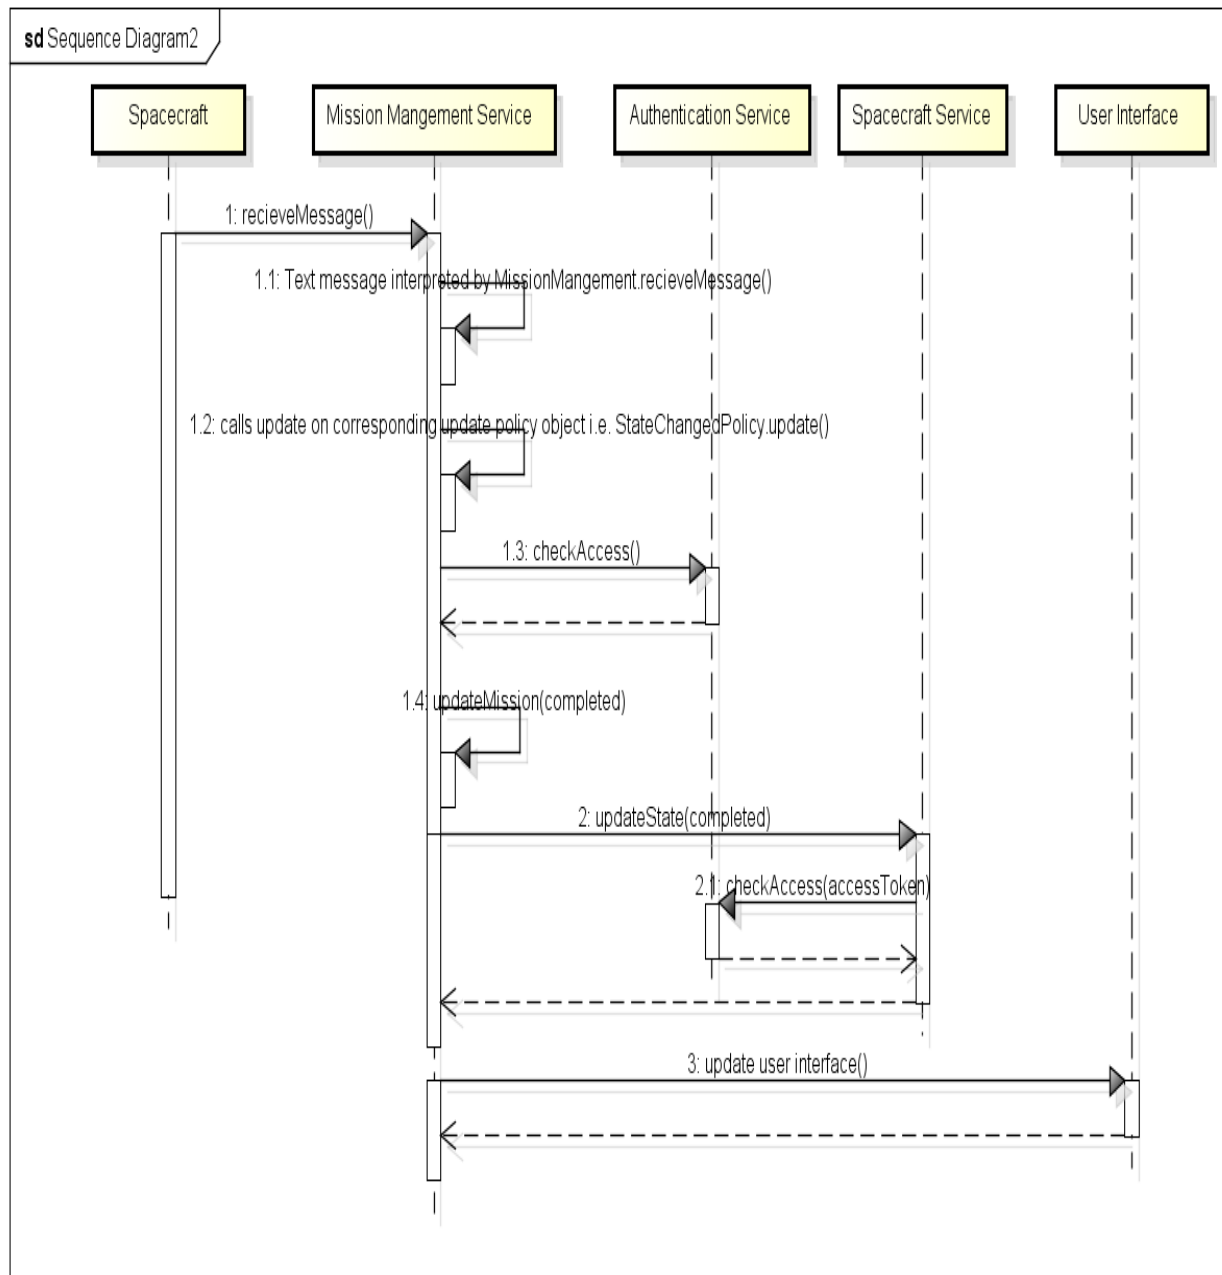 sd Sequence Diagram2
Spacecraft
Mission Mangement Service
Authentication Service
Spacecraft Service
User Interface
1: recieveMessage()
1.1: Text message interpreted by MissionMangement.recieveMessage()
1.2: calls update on corresponding update policy object i.e. StateChangedPolicy.update()
1.3: checkAccess()
1.4: updateMission(completed)
2: updateState(completed)
2.1: checkAccess(accessToken)
3: update user interface()